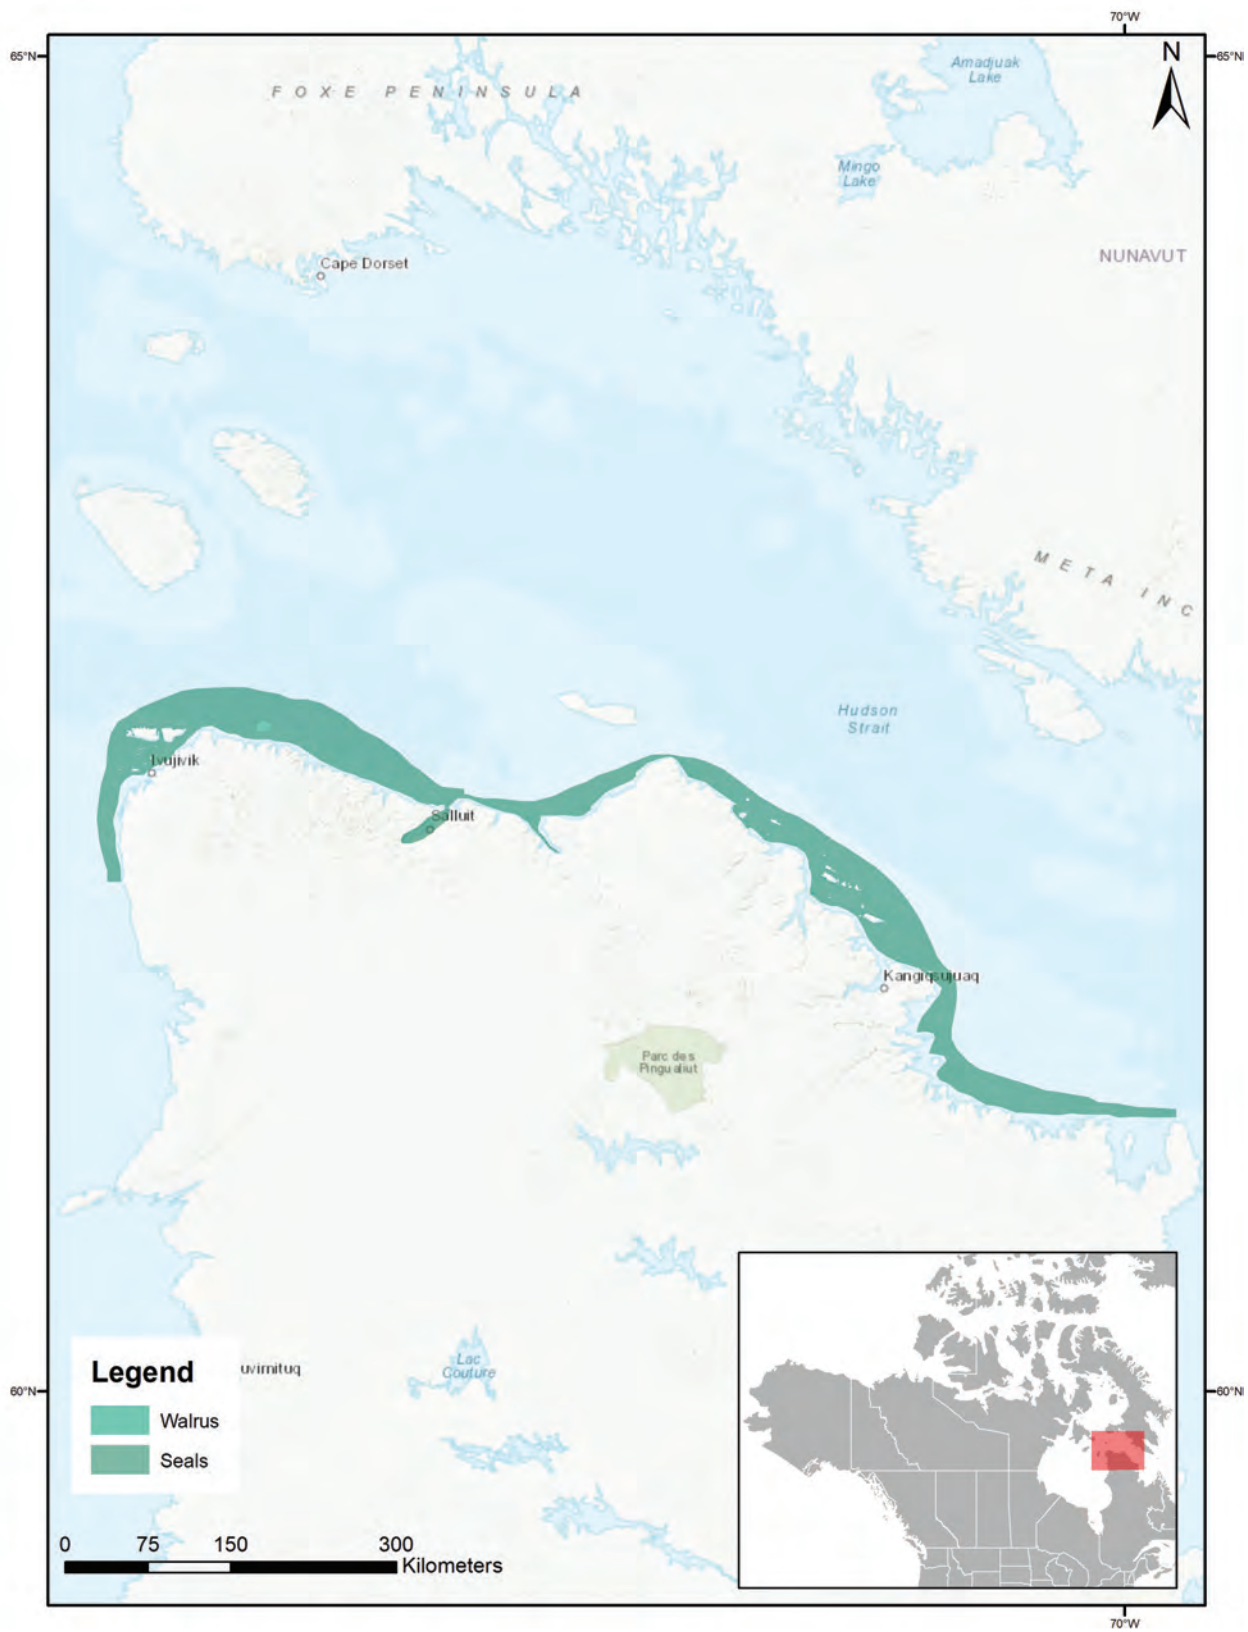 70°W
65°N
65°N
N
Amadjuak
Lake
FOXE PENINSULA
Mingo
Lake
NUNAVUT
Cape Dorset
META INC
Hudson
Strait
Ivujivik
Salluit
Kangiqsujuaq
Parc des
Pingualiut
60°N
60°N
Legend
uvirnituq
Lac
Couture
Walrus
Seals
0 75 150 300
Kilometers
70°W